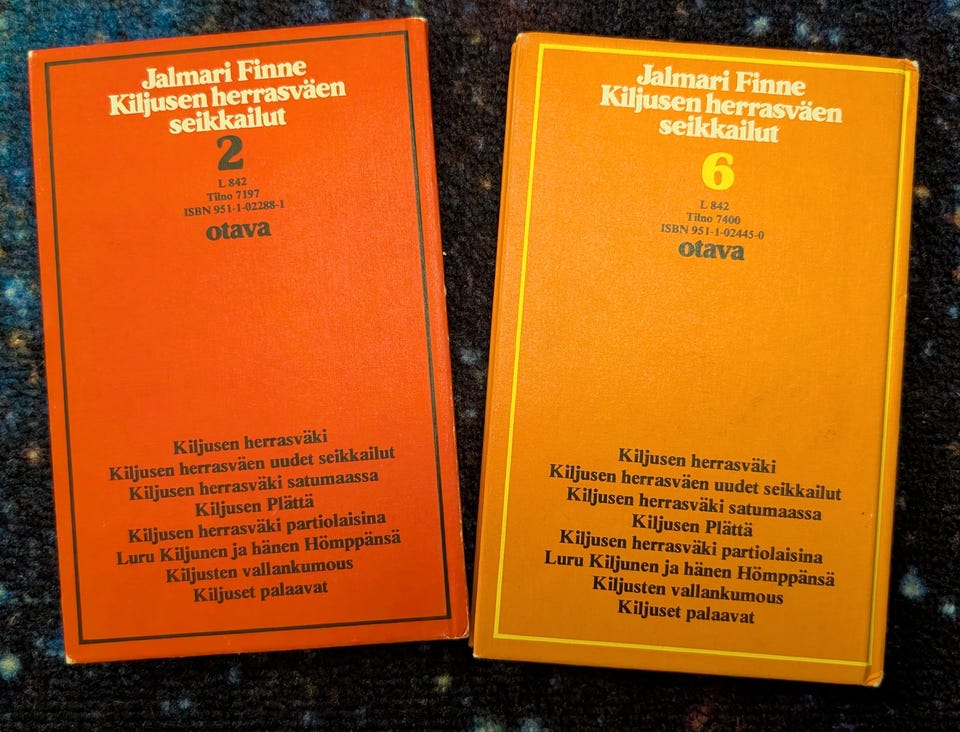 Jalmari Finne
Kiljusen herrasväen
seikkailut
2
L 842
Tilno 7197
ISBN 951-1-02288-1
otava
Kiljusen herrasväki
Kiljusen herrasväen uudet seikkailut
Kiljusen herrasväki satumaassa
Kiljusen Plättä
Kiljusen herrasväki partiolaisina
Luru Kiljunen ja hänen Hömppänsä
Kiljusten vallankumous
Kiljuset palaavat
Jalmari Finne
Kiljusen herrasväen
seikkailut
6
L 842
Tilno 7400
ISBN 951-1-02445-0
otava
Kiljusen herrasväki
Kiljusen herrasväen uudet seikkailut
Kiljusen herrasväki satumaassa
Kiljusen Plättä
Kiljusen herrasväki partiolaisina
Luru Kiljunen ja hänen Hömppänsä
Kiljusten vallankumous
Kiljuset palaavat